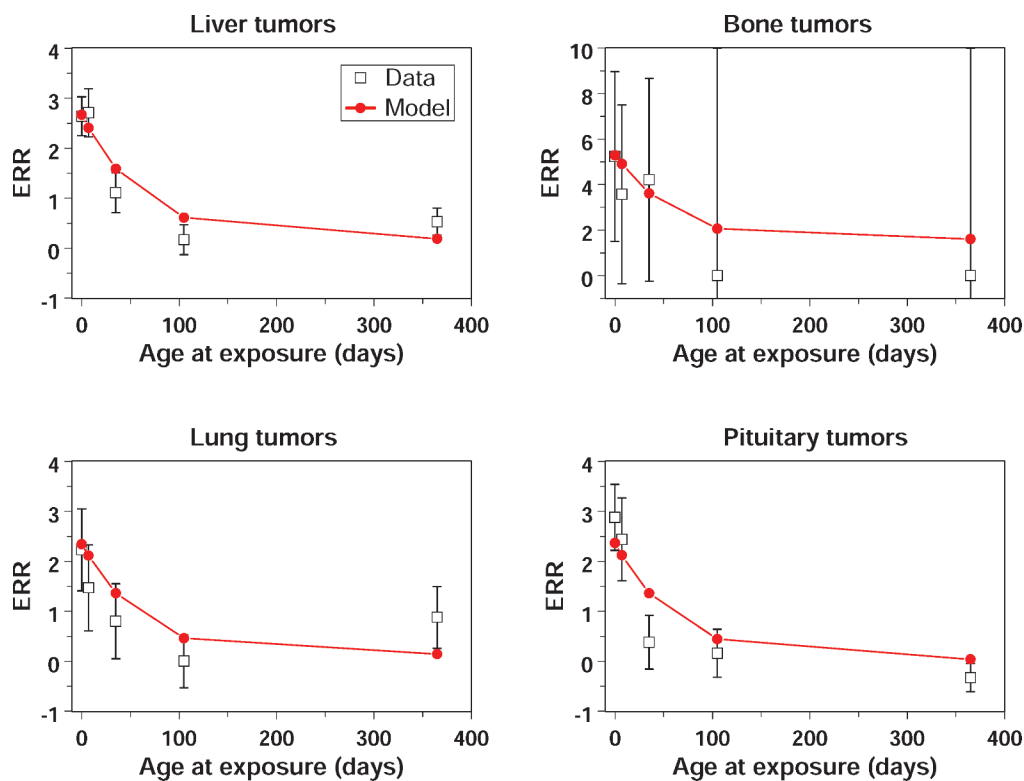 Liver tumors
4
3
2
1
0
-1
ERR
Data
Model
0 100 200 300 400
Age at exposure (days)
Bone tumors
10
8
6
4
2
0
ERR
0 100 200 300 400
Age at exposure (days)
Lung tumors
4
3
2
1
0
-1
ERR
0 100 200 300 400
Age at exposure (days)
Pituitary tumors
4
3
2
1
0
-1
ERR
0 100 200 300 400
Age at exposure (days)